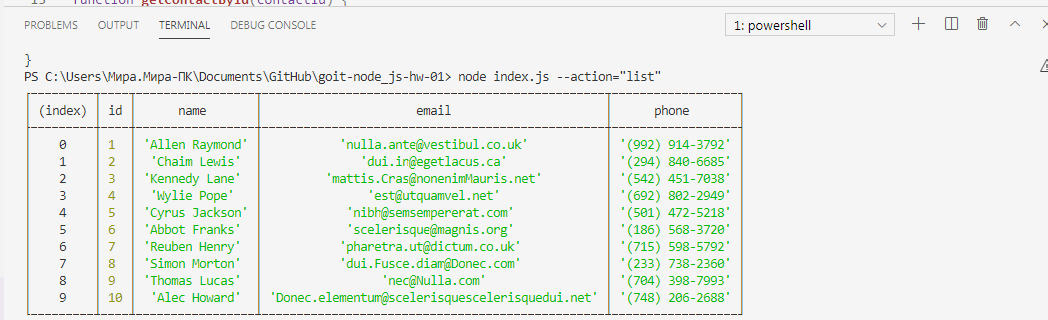 function getContactById(contactId) {
PROBLEMS OUTPUT TERMINAL DEBUG CONSOLE 1: powershell
}
PS C:\Users\Мира.Мира-ПК\Documents\GitHub\goit-node_js-hw-01> node index.js --action="list"
(index) id name email phone
0 1 'Allen Raymond' 'nulla.ante@vestibul.co.uk' '(992) 914-3792'
1 2 'Chaim Lewis' 'dui.in@egetlacus.ca' '(294) 840-6685'
2 3 'Kennedy Lane' 'mattis.Cras@nonenimMauris.net' '(542) 451-7038'
3 4 'Wylie Pope' 'est@utquamvel.net' '(692) 802-2949'
4 5 'Cyrus Jackson' 'nibh@semsempererat.com' '(501) 472-5218'
5 6 'Abbot Franks' 'scelerisque@magnis.org' '(186) 568-3720'
6 7 'Reuben Henry' 'pharetra.ut@dictum.co.uk' '(715) 598-5792'
7 8 'Simon Morton' 'dui.Fusce.diam@Donec.com' '(233) 738-2360'
8 9 'Thomas Lucas' 'nec@Nulla.com' '(704) 398-7993'
9 10 'Alec Howard' 'Donec.elementum@scelerisquescelerisquedui.net' '(748) 206-2688'